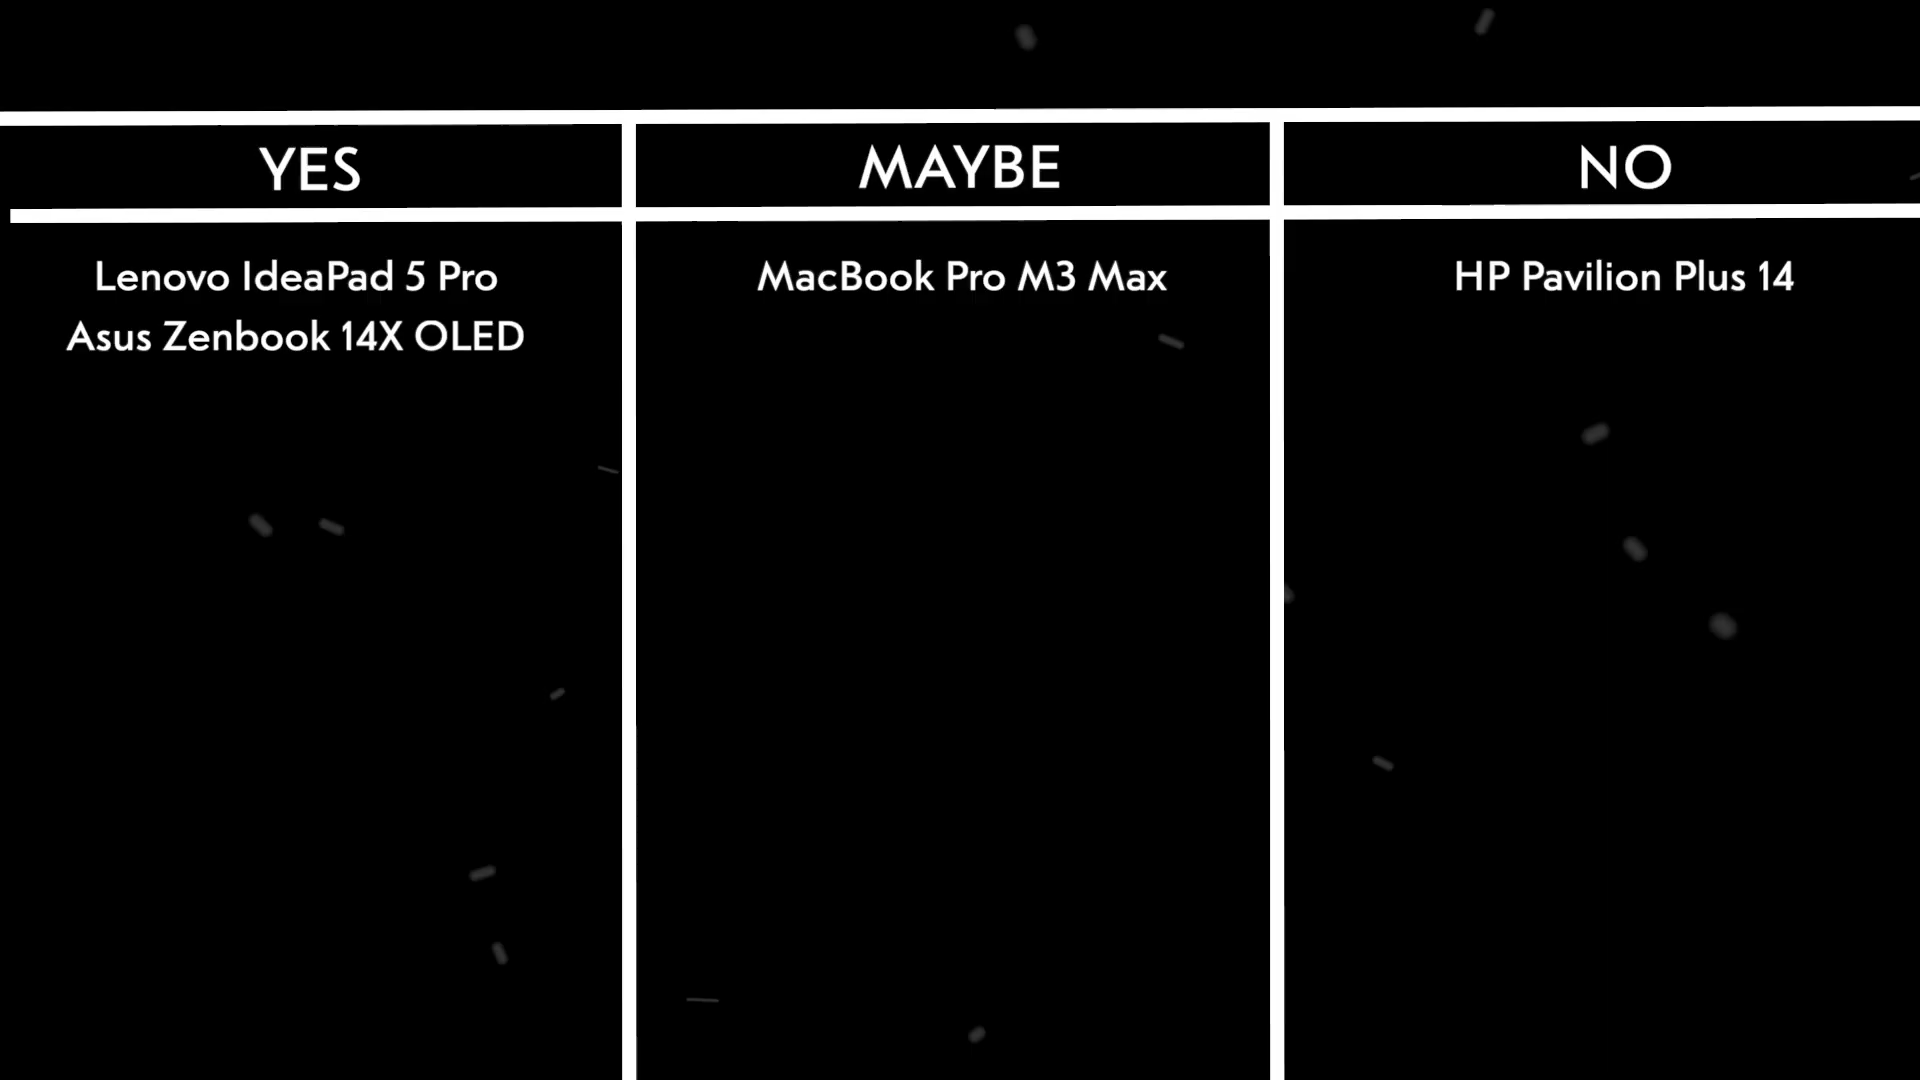 YES
MAYBE
NO
Lenovo IdeaPad 5 Pro
Asus Zenbook 14X OLED
MacBook Pro M3 Max
HP Pavilion Plus 14